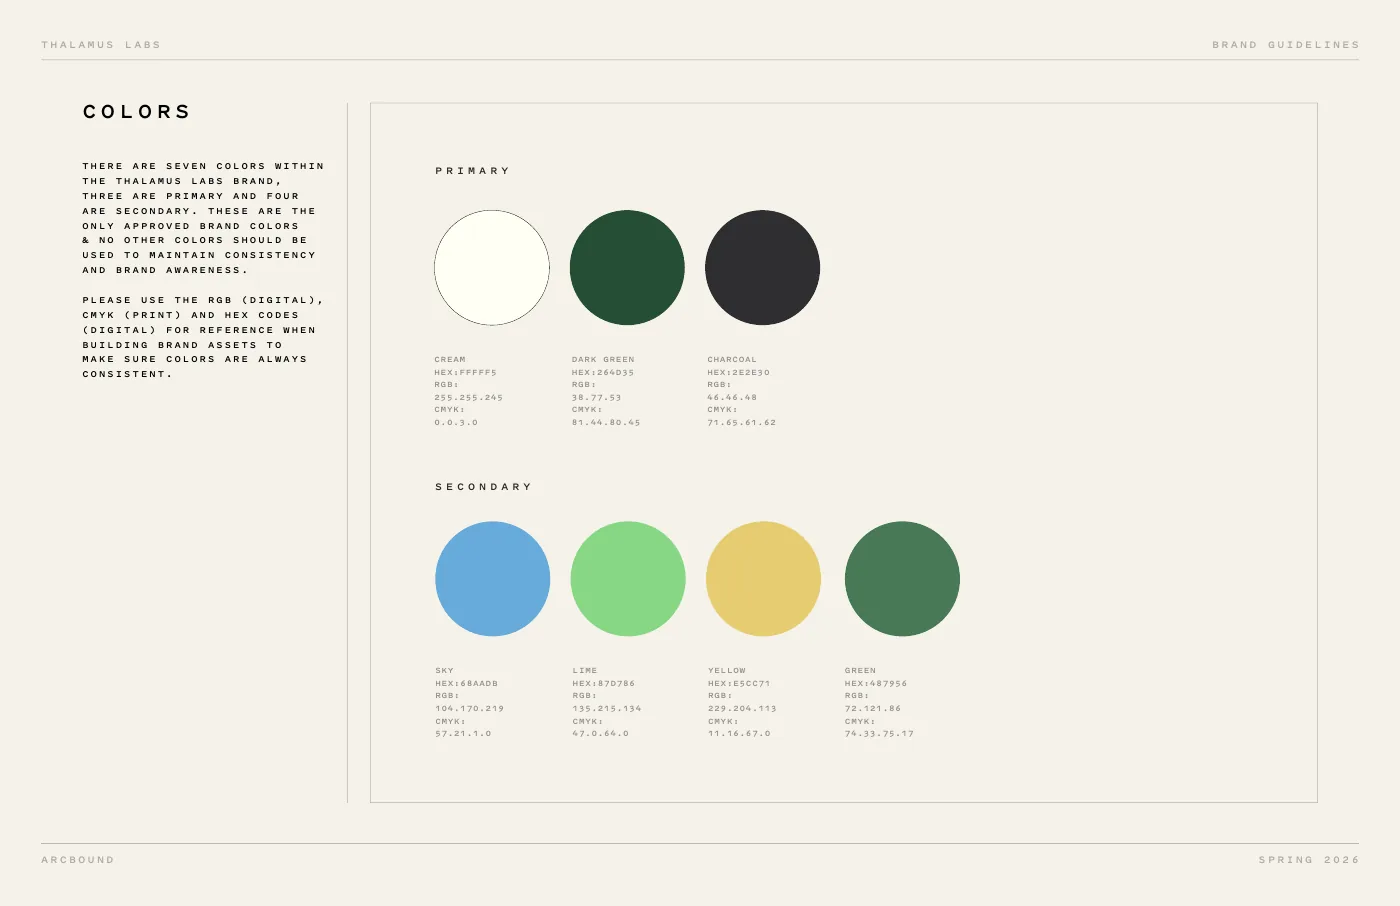 THALAMUS LABS
BRAND GUIDELINES
COLORS
THERE ARE SEVEN COLORS WITHIN
THE THALAMUS LABS BRAND,
THREE ARE PRIMARY AND FOUR
ARE SECONDARY. THESE ARE THE
ONLY APPROVED BRAND COLORS
& NO OTHER COLORS SHOULD BE
USED TO MAINTAIN CONSISTENCY
AND BRAND AWARENESS.
PLEASE USE THE RGB (DIGITAL),
CMYK (PRINT) AND HEX CODES
(DIGITAL) FOR REFERENCE WHEN
BUILDING BRAND ASSETS TO
MAKE SURE COLORS ARE ALWAYS
CONSISTENT.
PRIMARY
CREAM
HEX:FFFFF5
RGB:
255.255.245
CMYK:
0.0.3.0
DARK GREEN
HEX:264D35
RGB:
38.77.53
CMYK:
81.44.80.45
CHARCOAL
HEX:2E2E30
RGB:
46.46.48
CMYK:
71.65.61.62
SECONDARY
SKY
HEX:68AADB
RGB:
104.170.219
CMYK:
57.21.1.0
LIME
HEX:87D786
RGB:
135.215.134
CMYK:
47.0.64.0
YELLOW
HEX:E5CC71
RGB:
229.204.113
CMYK:
11.16.67.0
GREEN
HEX:487956
RGB:
72.121.86
CMYK:
74.33.75.17
ARCBOUND
SPRING 2026